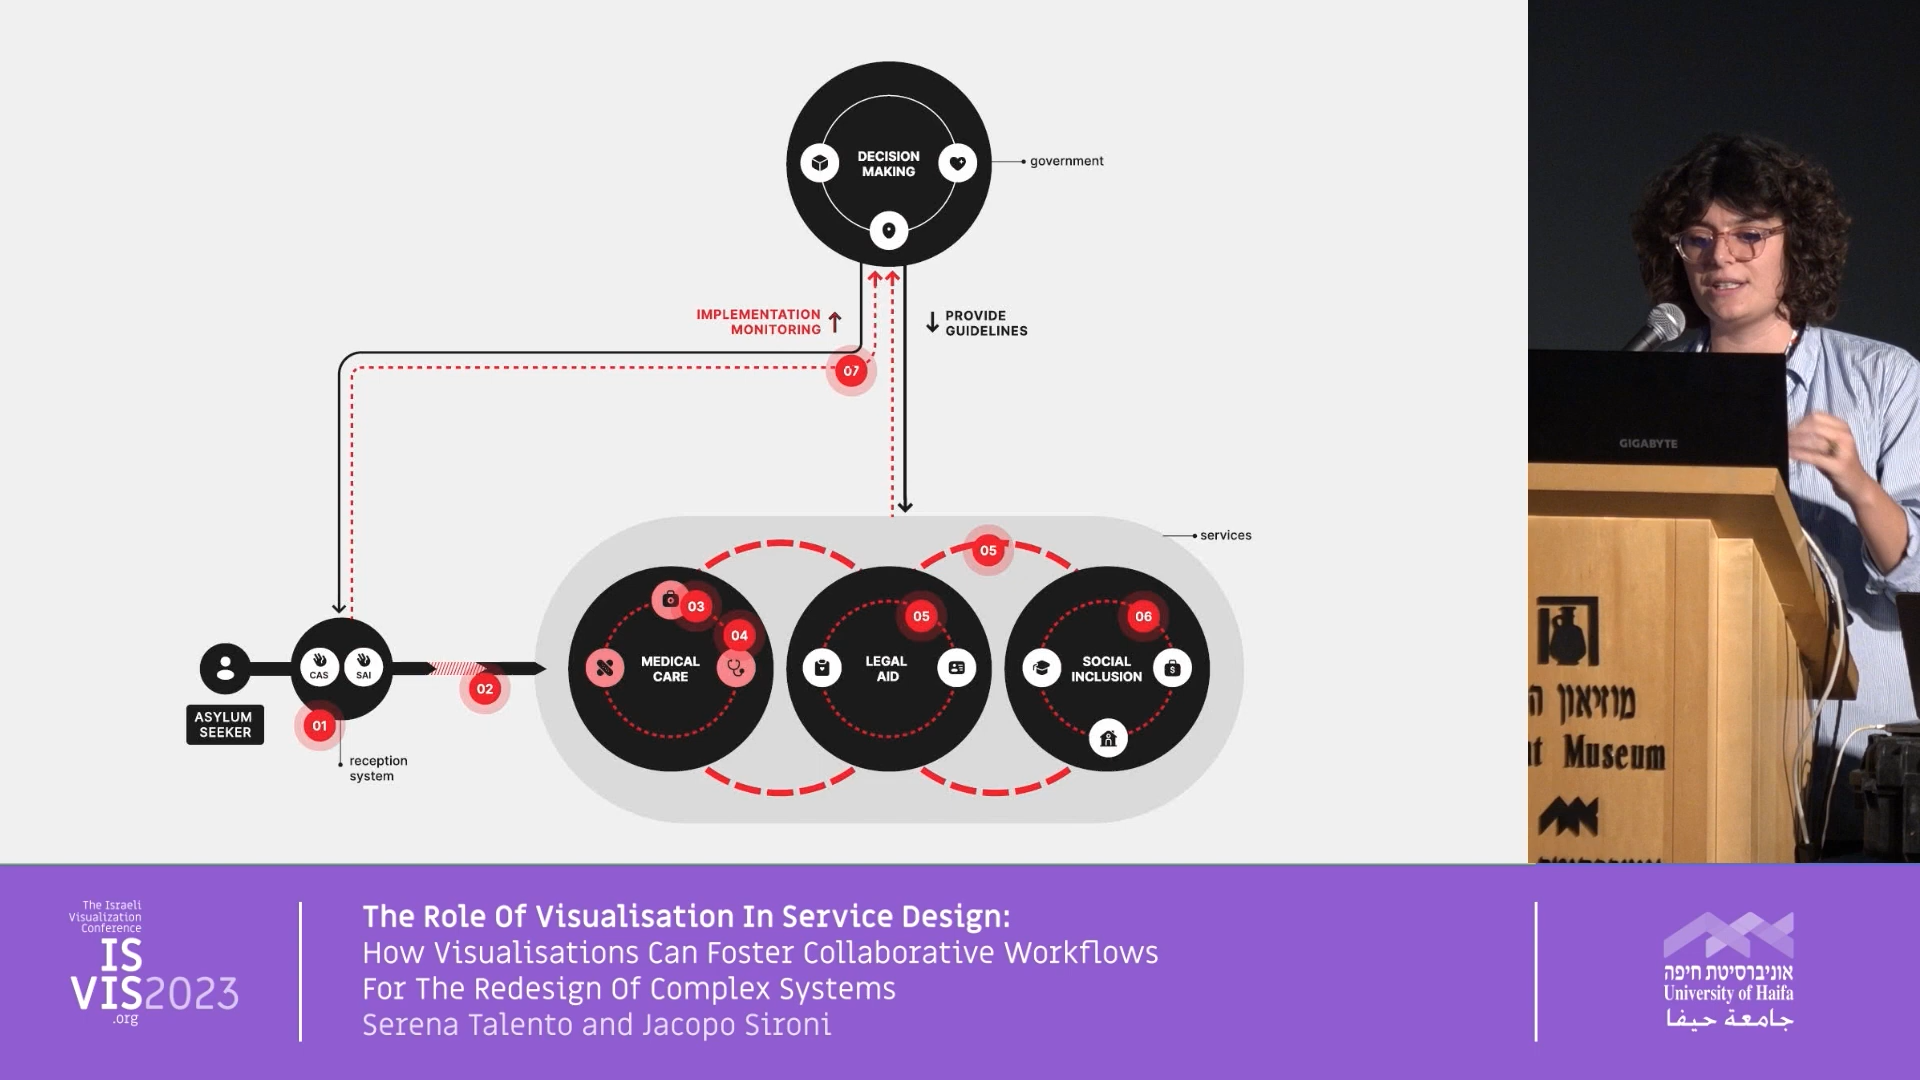 DECISION
MAKING
government
IMPLEMENTATION
MONITORING
PROVIDE
GUIDELINES
07
services
05
03
04
05
06
MEDICAL
CARE
LEGAL
AID
SOCIAL
INCLUSION
CAS
SAI
02
01
ASYLUM
SEEKER
reception
system
GIGABYTE
מוזיאון ה
t Museum
The Israeli
Visualization
Conference
IS
VIS2023
.org
The Role Of Visualisation In Service Design:
How Visualisations Can Foster Collaborative Workflows
For The Redesign Of Complex Systems
Serena Talento and Jacopo Sironi
אוניברסיטת חיפה
University of Haifa
جامعة حيفا